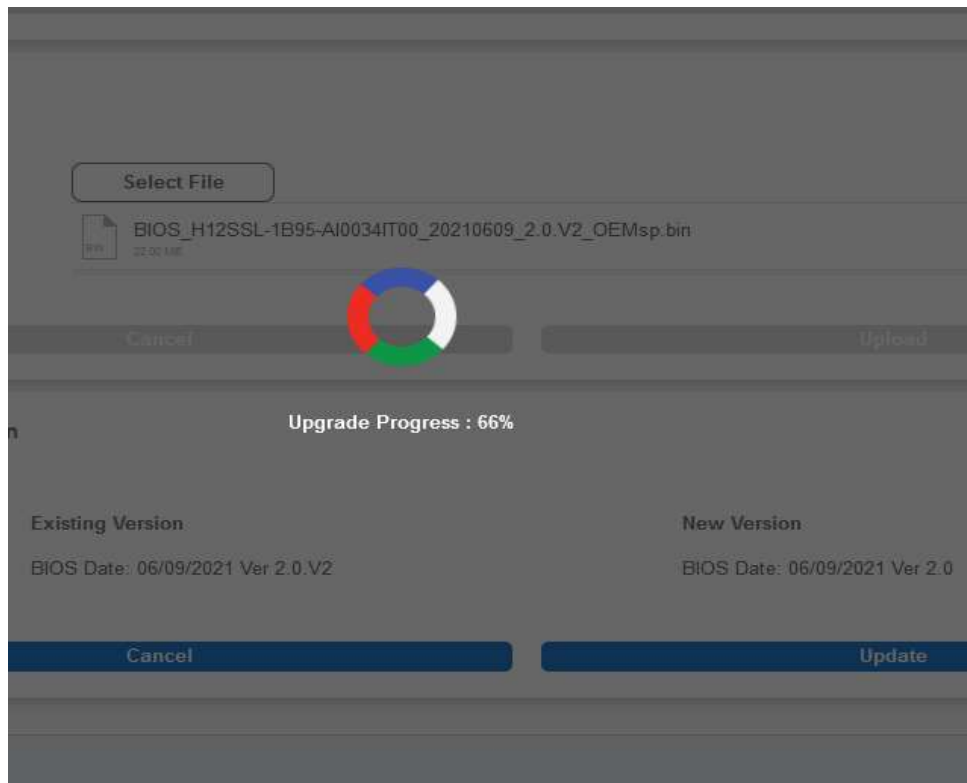 Select File
BIOS_H12SSL-1B95-AI0034IT00_20210609_2.0.V2_OEMsp.bin
Cancel
Upload
Upgrade Progress : 66%
n
Existing Version
New Version
BIOS Date: 06/09/2021 Ver 2.0.V2
BIOS Date: 06/09/2021 Ver 2.0
Cancel
Update